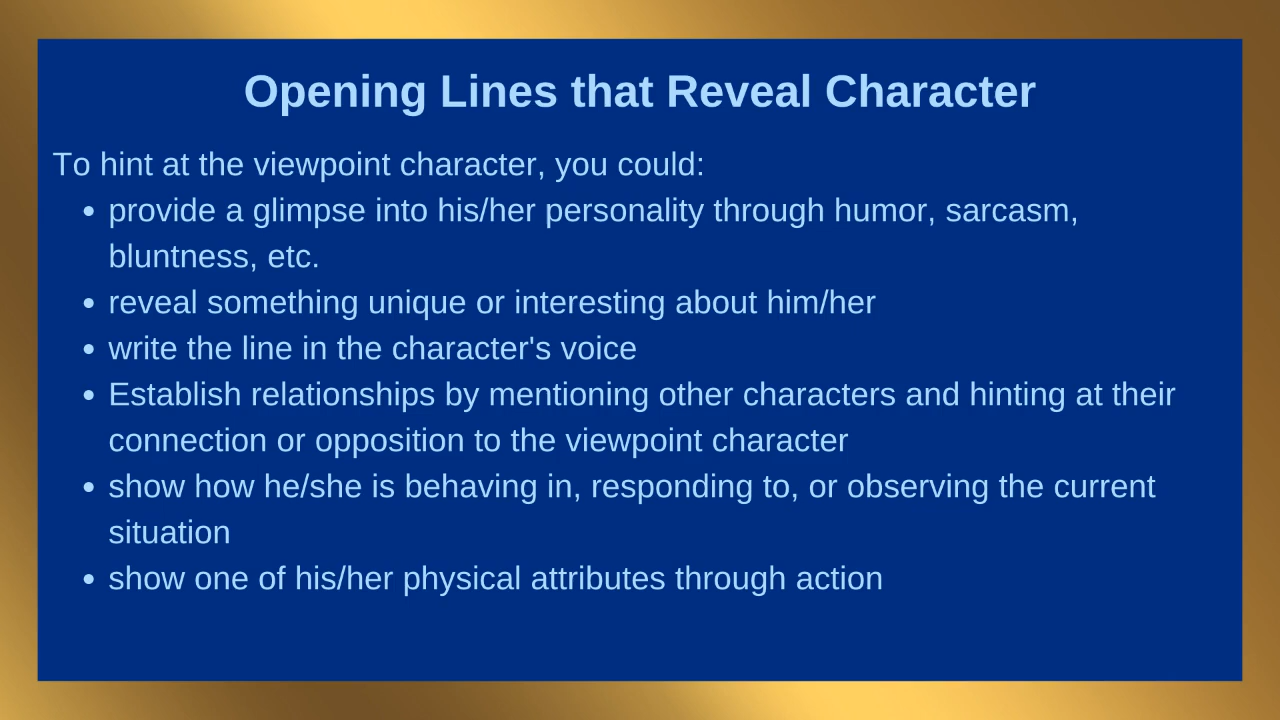 Opening Lines that Reveal Character
To hint at the viewpoint character, you could:
• provide a glimpse into his/her personality through humor, sarcasm,
bluntness, etc.
• reveal something unique or interesting about him/her
• write the line in the character's voice
• Establish relationships by mentioning other characters and hinting at their
connection or opposition to the viewpoint character
• show how he/she is behaving in, responding to, or observing the current
situation
• show one of his/her physical attributes through action